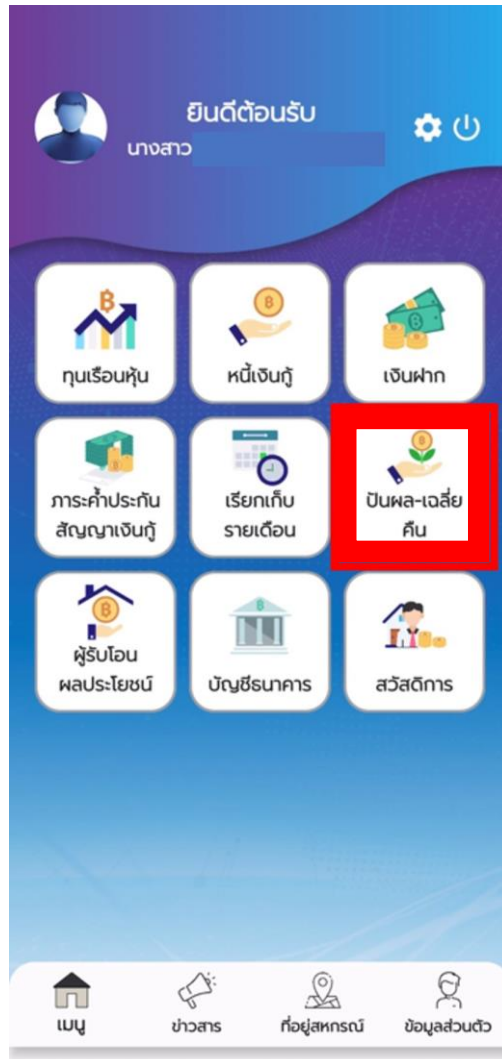 ยินดีต้อนรับ
นางสาว
ทุนเรือนหุ้น
หนี้เงินกู้
เงินฝาก
ภาระค้ำประกัน
สัญญาเงินกู้
เรียกเก็บ
รายเดือน
ปันผล-เฉลี่ย
คืน
ผู้รับโอน
ผลประโยชน์
บัญชีธนาคาร
สวัสดิการ
เมนู
ข่าวสาร
ที่อยู่สหกรณ์
ข้อมูลส่วนตัว